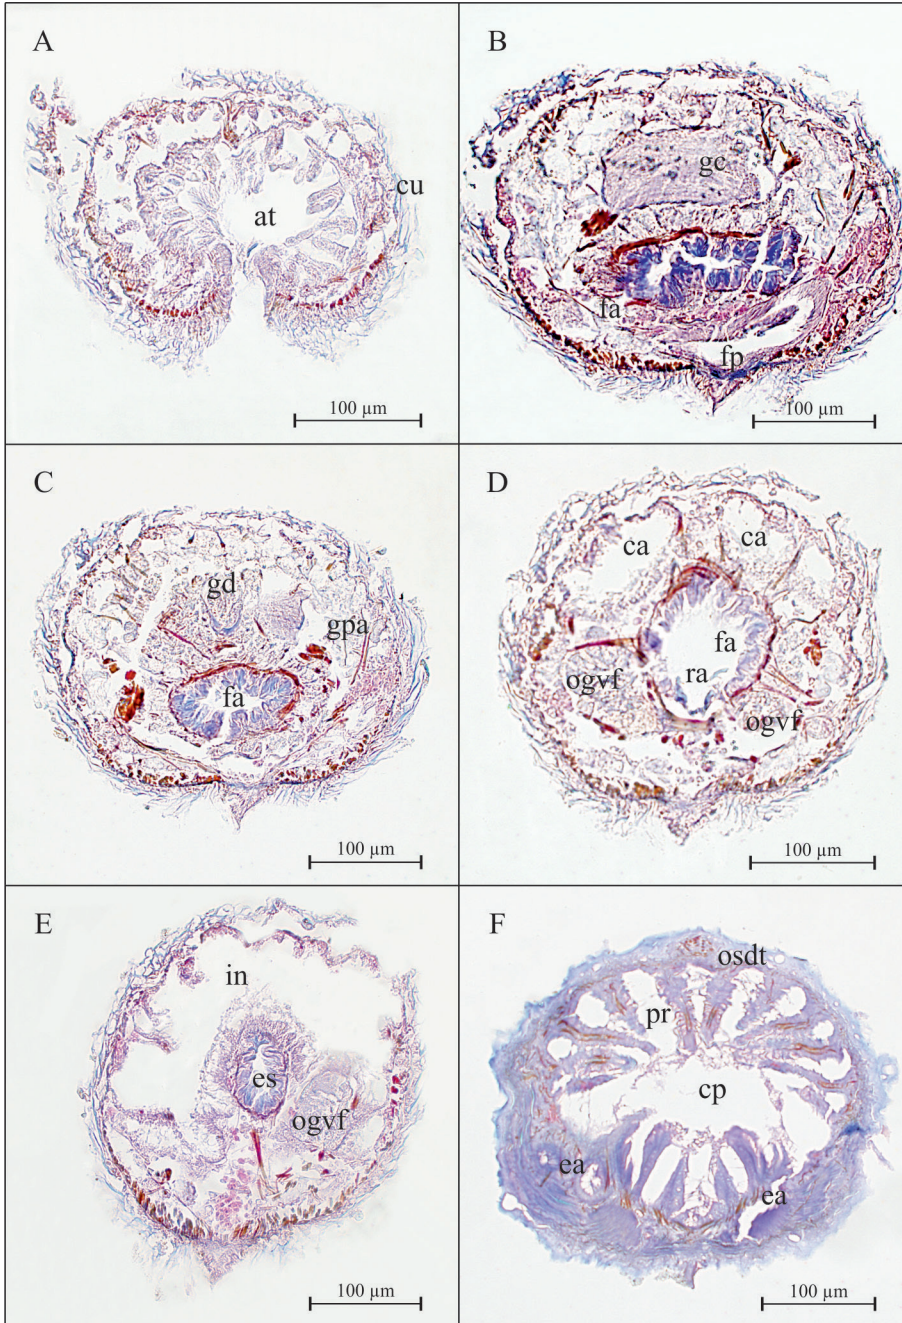 A
at
cu
100 µm
B
gc
fa
fp
100 µm
C
gd
gpa
fa
100 µm
D
ca
ca
fa
ra
ogvf
ogvf
100 µm
E
in
es
ogvf
100 µm
F
osdt
pr
cp
ea
ea
100 µm